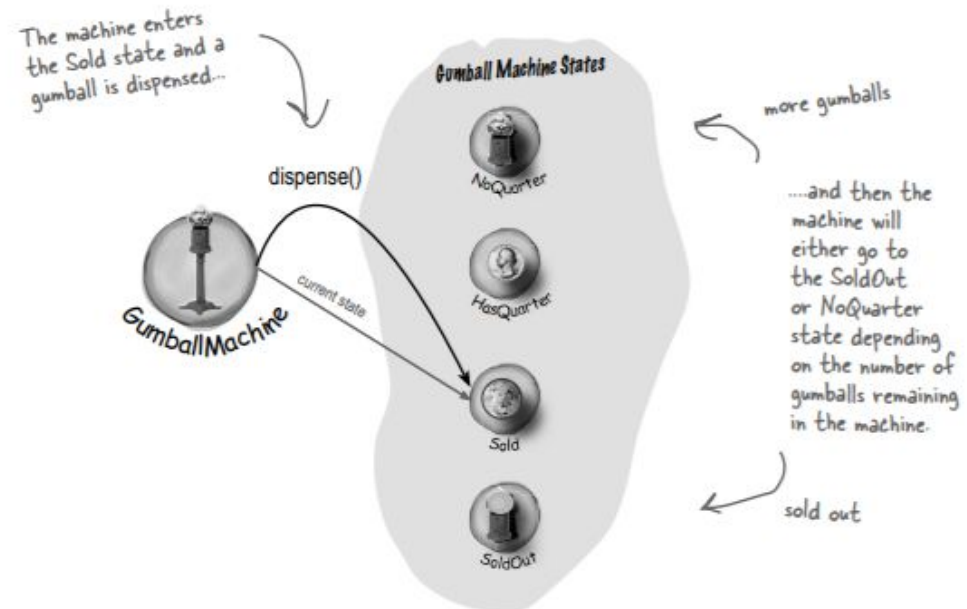 The machine enters
the Sold state and a
gumball is dispensed...
Gumball Machine States
more gumballs
NoQuarter
dispense()
....and then the
machine will
either go to
the SoldOut
or NoQuarter
state depending
on the number of
gumballs remaining
in the machine.
HasQuarter
current state
GumballMachine
Sold
sold out
SoldOut